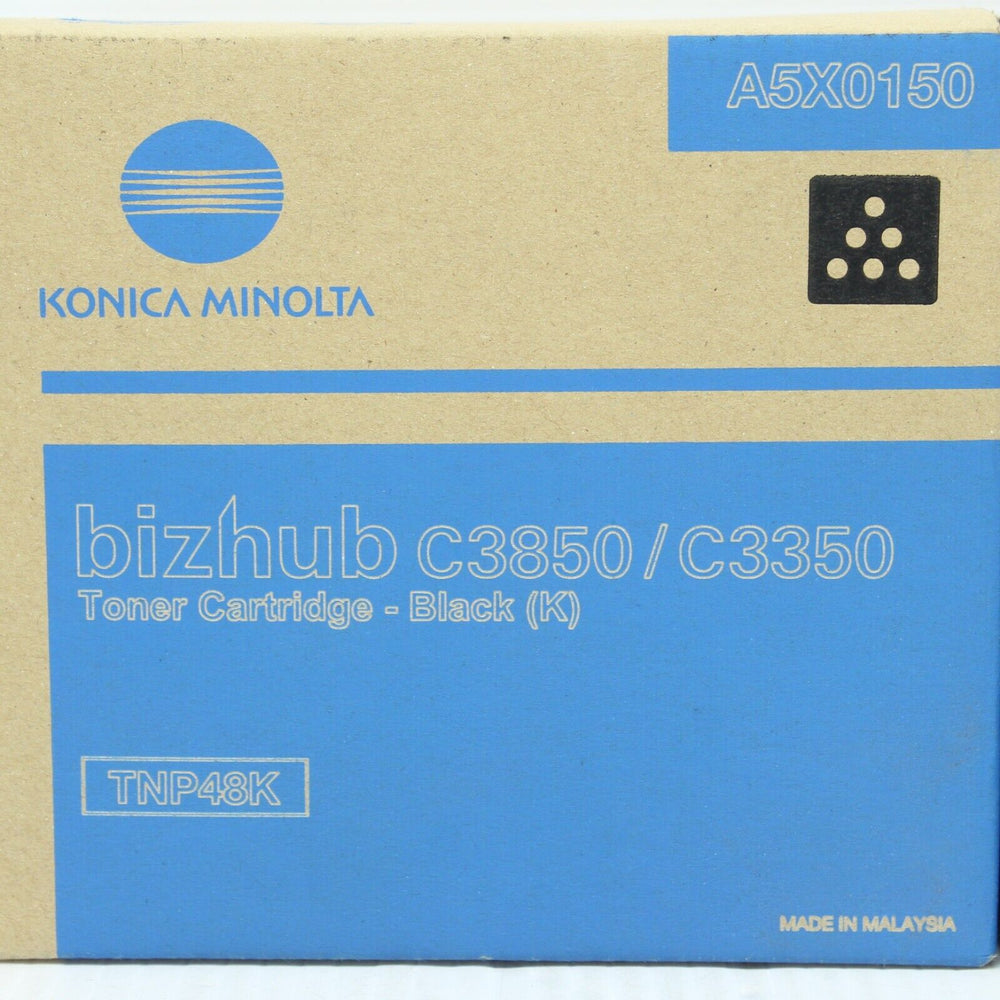 A5X0150
KONICA MINOLTA
bizhub C3850 / C3350
Toner Cartridge - Black (K)
TNP48K
MADE IN MALAYSIA